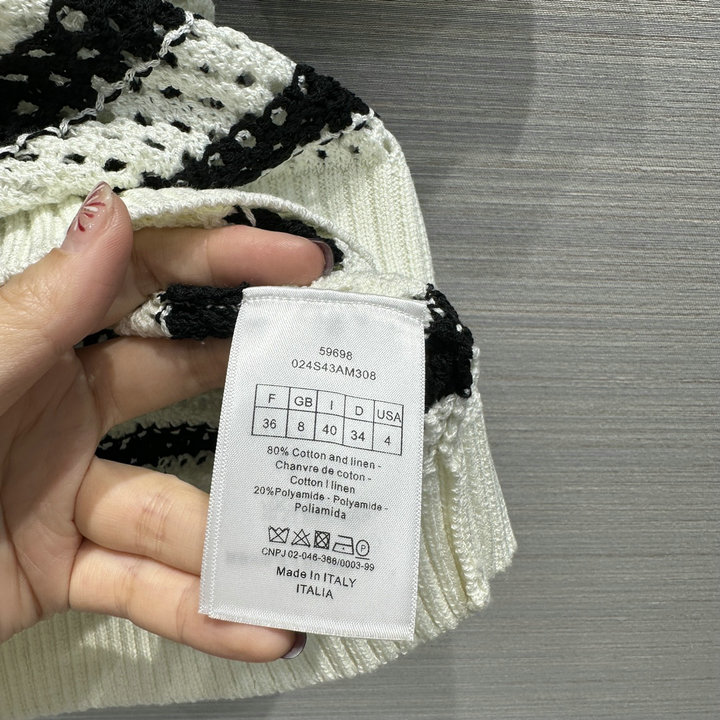 59698
024S43AM308
F GB I D USA
36 8 40 34 4
80% Cotton and linen -
Chanvre de coton -
Cotton l linen
20%Polyamide - Polyamide -
Poliamida
CNPJ 02-046-366/0003-99
Made In ITALY
ITALIA